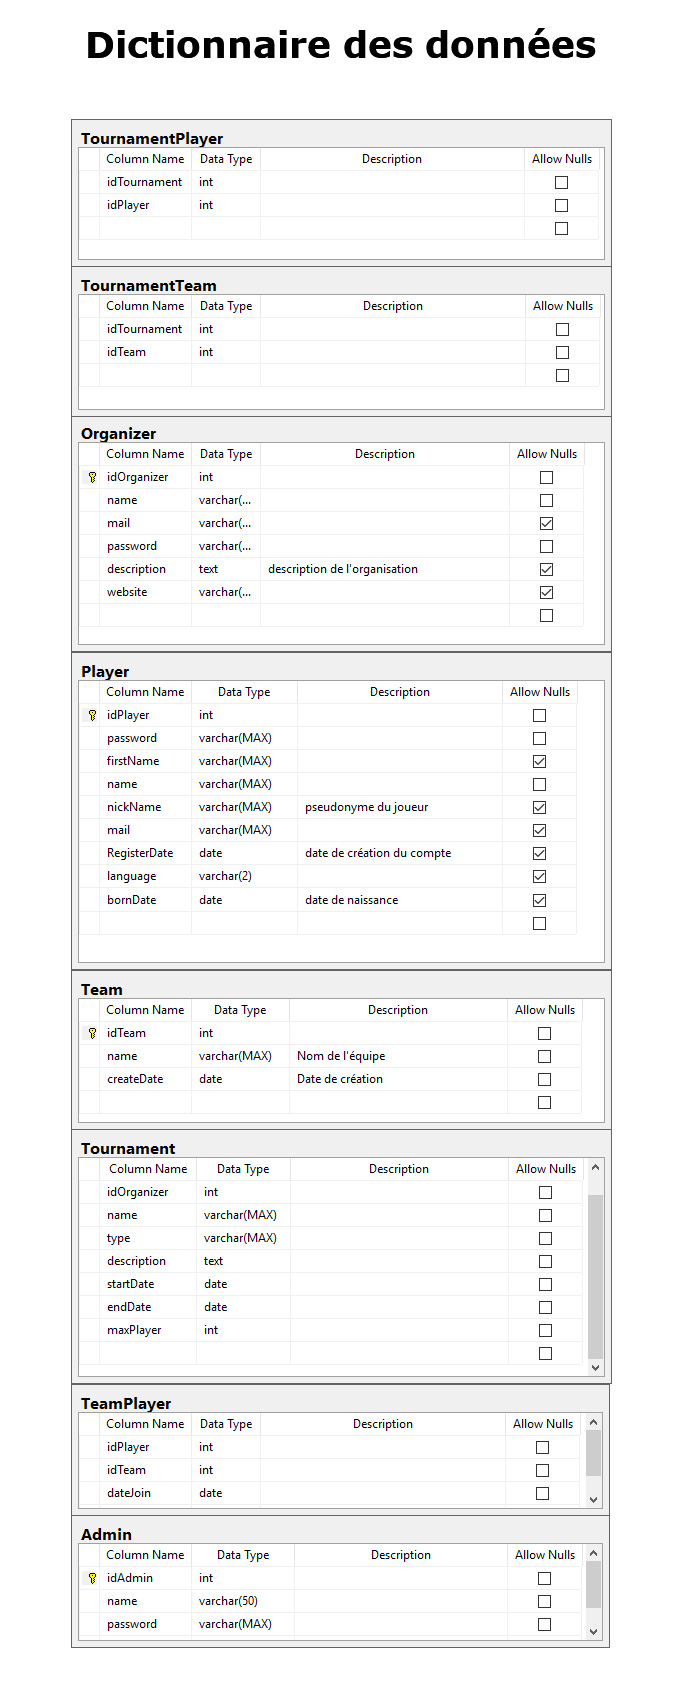 Dictionnaire des données
TournamentPlayer
Column Name Data Type Description Allow Nulls
idTournament int
idPlayer int
TournamentTeam
Column Name Data Type Description Allow Nulls
idTournament int
idTeam int
Organizer
Column Name Data Type Description Allow Nulls
idOrganizer int
name varchar(...
mail varchar(...
password varchar(...
description text description de l'organisation
website varchar(...
Player
Column Name Data Type Description Allow Nulls
idPlayer int
password varchar(MAX)
firstName varchar(MAX)
name varchar(MAX)
nickName varchar(MAX) pseudonyme du joueur
mail varchar(MAX)
RegisterDate date date de création du compte
language varchar(2)
bornDate date date de naissance
Team
Column Name Data Type Description Allow Nulls
idTeam int
name varchar(MAX) Nom de l'équipe
createDate date Date de création
Tournament
Column Name Data Type Description Allow Nulls
idOrganizer int
name varchar(MAX)
type varchar(MAX)
description text
startDate date
endDate date
maxPlayer int
TeamPlayer
Column Name Data Type Description Allow Nulls
idPlayer int
idTeam int
dateJoin date
Admin
Column Name Data Type Description Allow Nulls
idAdmin int
name varchar(50)
password varchar(MAX)